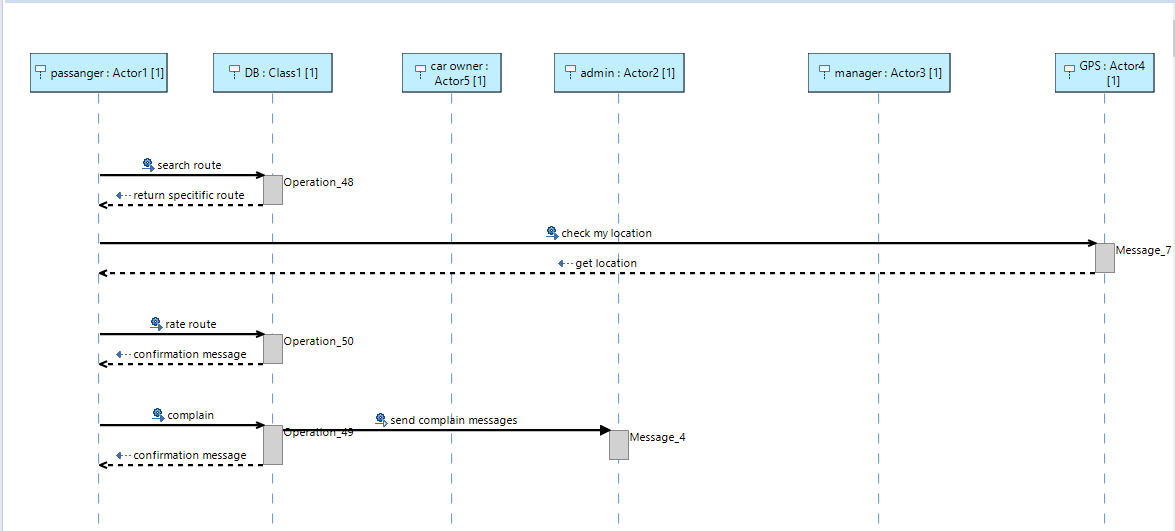 passanger : Actor1 [1]
DB : Class1 [1]
car owner :
Actor5 [1]
admin : Actor2 [1]
manager : Actor3 [1]
GPS : Actor4
[1]
search route
Operation_48
return specitific route
check my location
Message_7
get location
rate route
Operation_50
confirmation message
complain
send complain messages
Operation_49
Message_4
confirmation message